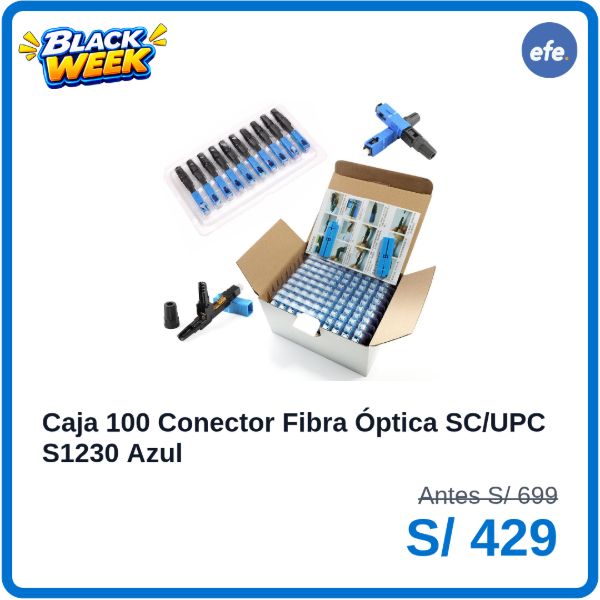 BLACK
WEEK
efe.
Caja 100 Conector Fibra Óptica SC/UPC
S1230 Azul
Antes S/ 699
S/ 429